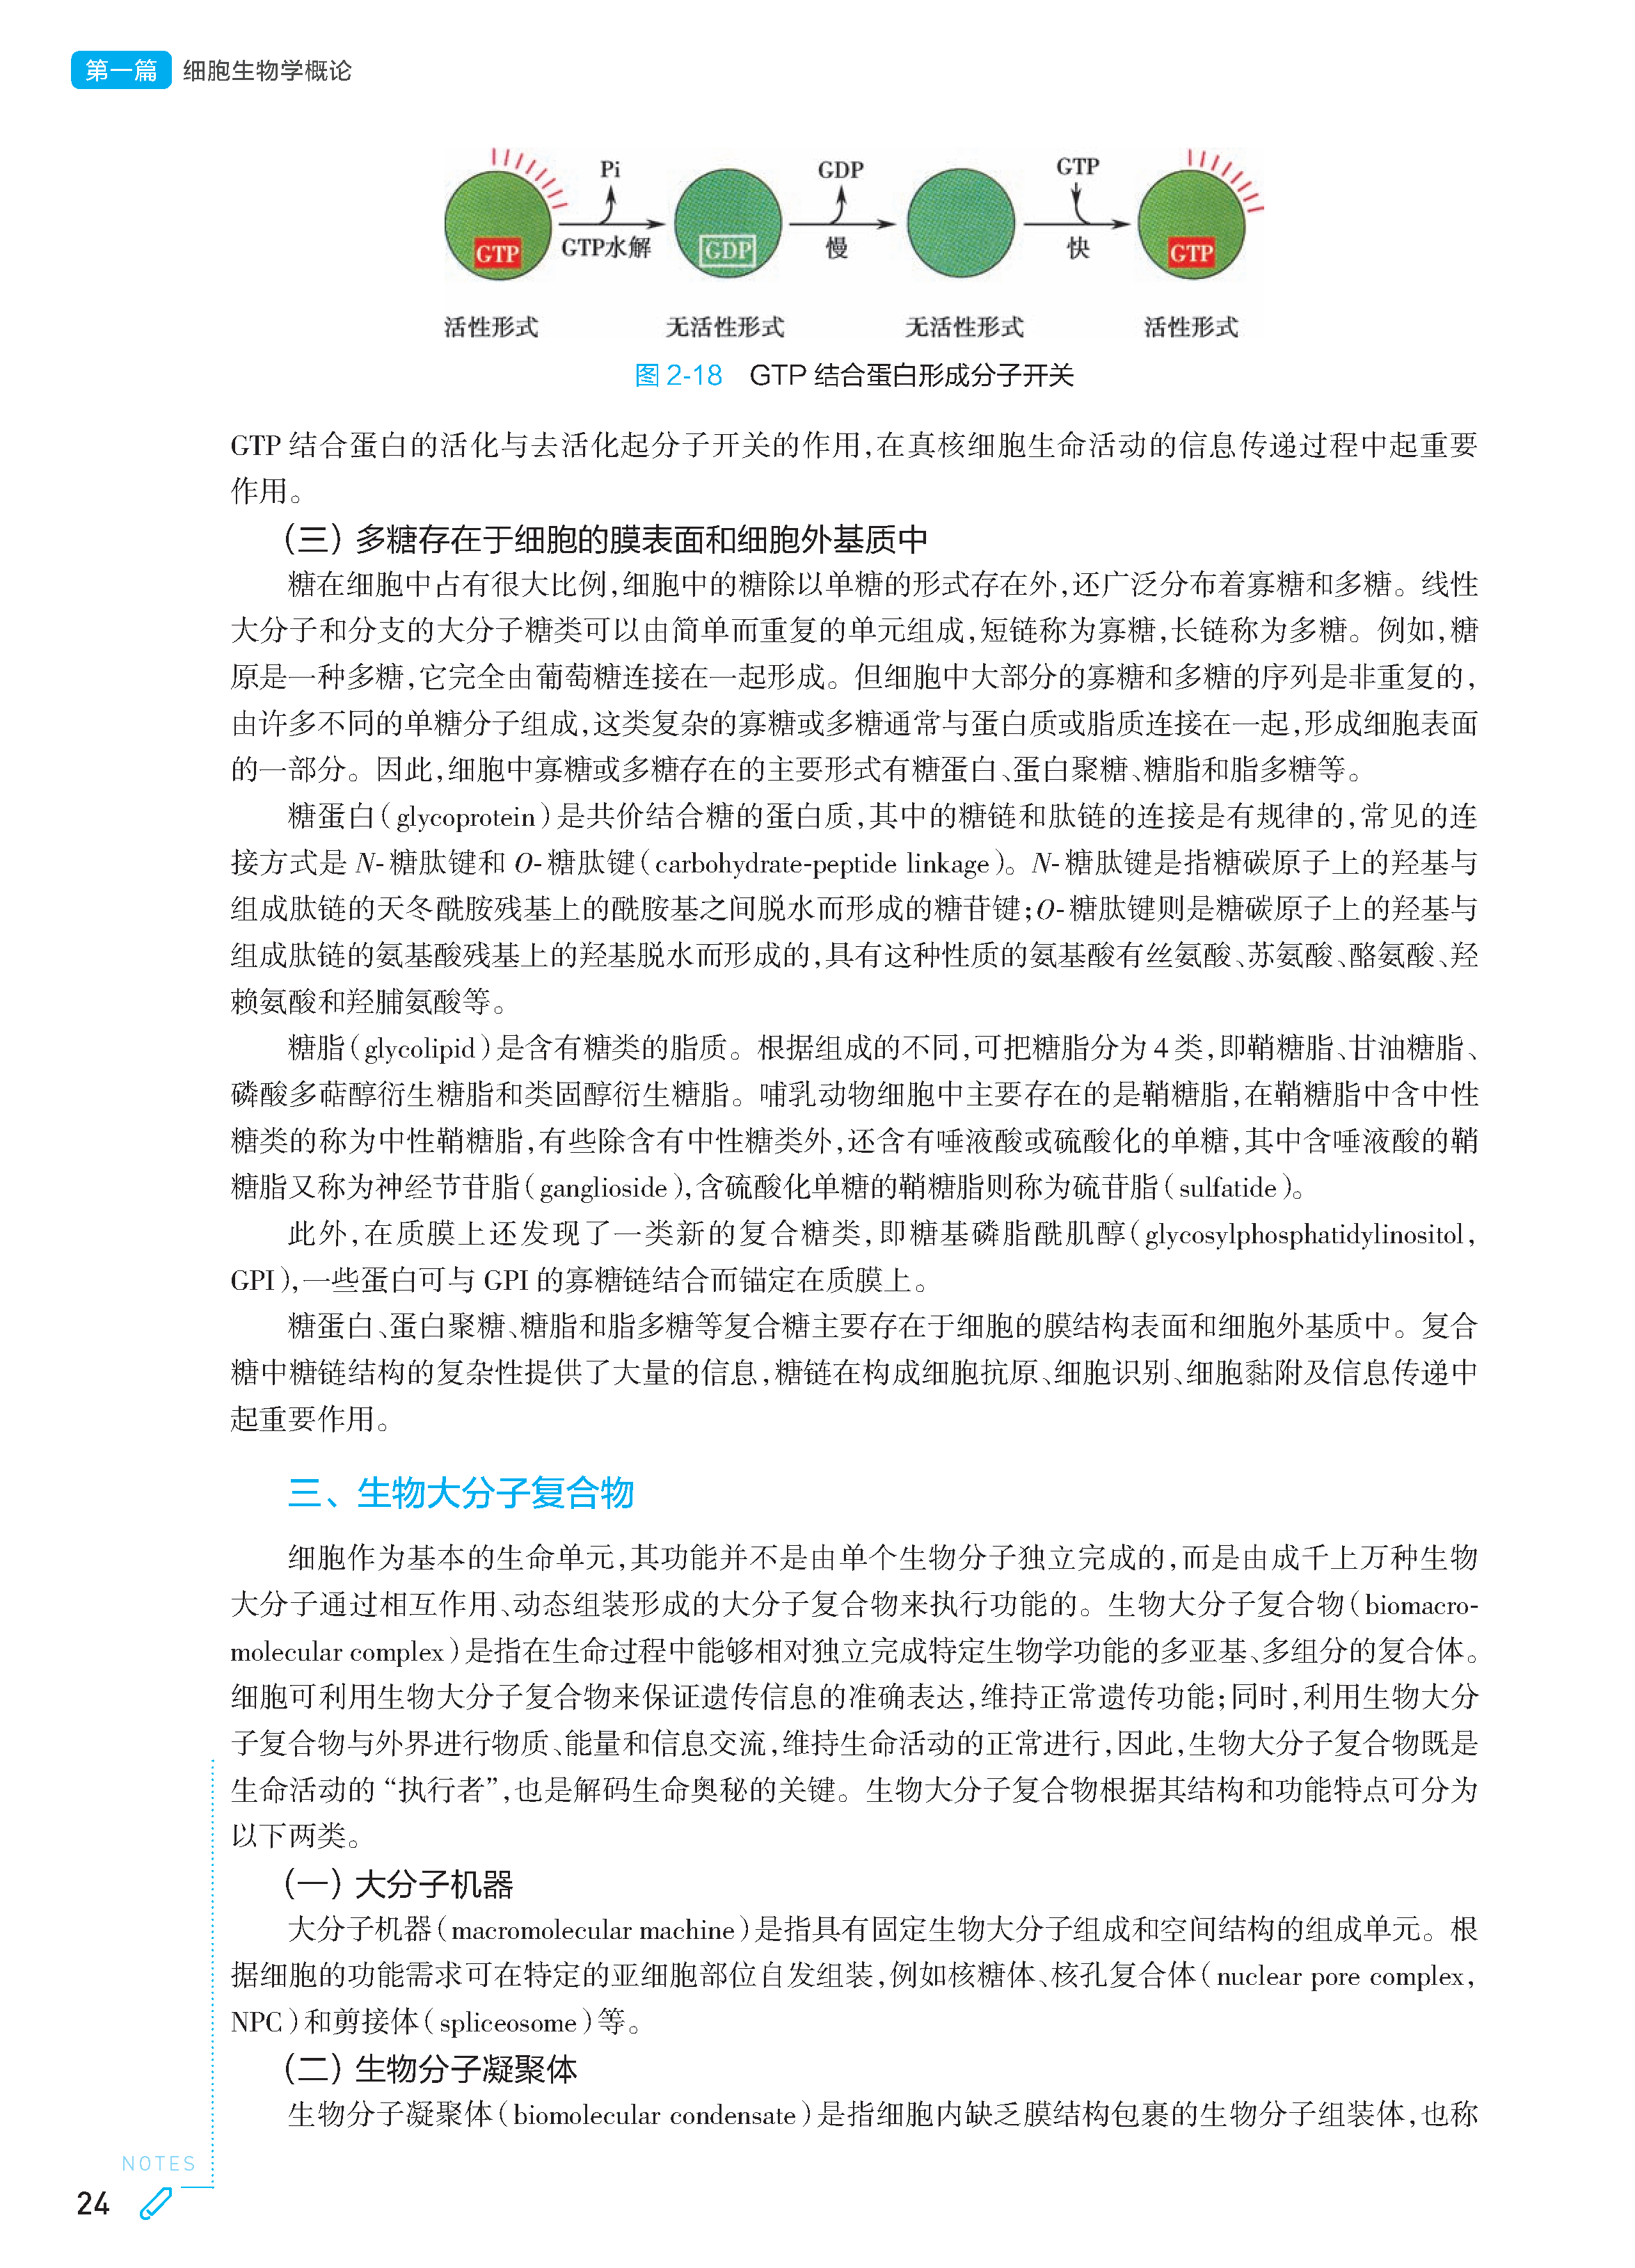 第一篇 细胞生物学概论
Pi GDP GTP
GTP GTP水解 GDP 慢 快 GTP
活性形式 无活性形式 无活性形式 活性形式
图 2-18 GTP 结合蛋白形成分子开关
GTP 结合蛋白的活化与去活化起分子开关的作用,在真核细胞生命活动的信息传递过程中起重要
作用。
(三)多糖存在于细胞的膜表面和细胞外基质中
糖在细胞中占有很大比例,细胞中的糖除以单糖的形式存在外,还广泛分布着寡糖和多糖。线性
大分子和分支的大分子糖类可以由简单而重复的单元组成,短链称为寡糖,长链称为多糖。例如,糖
原是一种多糖,它完全由葡萄糖连接在一起形成。但细胞中大部分的寡糖和多糖的序列是非重复的,
由许多不同的单糖分子组成,这类复杂的寡糖或多糖通常与蛋白质或脂质连接在一起,形成细胞表面
的一部分。因此,细胞中寡糖或多糖存在的主要形式有糖蛋白、蛋白聚糖、糖脂和脂多糖等。
糖蛋白(glycoprotein)是共价结合糖的蛋白质,其中的糖链和肽链的连接是有规律的,常见的连
接方式是 N-糖肽键和 O-糖肽键(carbohydrate-peptide linkage)。N-糖肽键是指糖碳原子上的羟基与
组成肽链的天冬酰胺残基上的酰胺基之间脱水而形成的糖苷键;O-糖肽键则是糖碳原子上的羟基与
组成肽链的氨基酸残基上的羟基脱水而形成的,具有这种性质的氨基酸有丝氨酸、苏氨酸、酪氨酸、羟
赖氨酸和羟脯氨酸等。
糖脂(glycolipid)是含有糖类的脂质。根据组成的不同,可把糖脂分为 4 类,即鞘糖脂、甘油糖脂、
磷酸多萜醇衍生糖脂和类固醇衍生糖脂。哺乳动物细胞中主要存在的是鞘糖脂,在鞘糖脂中含中性
糖类的称为中性鞘糖脂,有些除含有中性糖类外,还含有唾液酸或硫酸化的单糖,其中含唾液酸的鞘
糖脂又称为神经节苷脂(ganglioside),含硫酸化单糖的鞘糖脂则称为硫苷脂(sulfatide)。
此外,在质膜上还发现了一类新的复合糖类,即糖基磷脂酰肌醇(glycosylphosphatidylinositol,
GPI),一些蛋白可与 GPI 的寡糖链结合而锚定在质膜上。
糖蛋白、蛋白聚糖、糖脂和脂多糖等复合糖主要存在于细胞的膜结构表面和细胞外基质中。复合
糖中糖链结构的复杂性提供了大量的信息,糖链在构成细胞抗原、细胞识别、细胞黏附及信息传递中
起重要作用。
三、生物大分子复合物
细胞作为基本的生命单元,其功能并不是由单个生物分子独立完成的,而是由成千上万种生物
大分子通过相互作用、动态组装形成的大分子复合物来执行功能的。生物大分子复合物(biomacro-
molecular complex)是指在生命过程中能够相对独立完成特定生物学功能的多亚基、多组分的复合体。
细胞可利用生物大分子复合物来保证遗传信息的准确表达,维持正常遗传功能;同时,利用生物大分
子复合物与外界进行物质、能量和信息交流,维持生命活动的正常进行,因此,生物大分子复合物既是
生命活动的“执行者”,也是解码生命奥秘的关键。生物大分子复合物根据其结构和功能特点可分为
以下两类。
(一)大分子机器
大分子机器(macromolecular machine)是指具有固定生物大分子组成和空间结构的组成单元。根
据细胞的功能需求可在特定的亚细胞部位自发组装,例如核糖体、核孔复合体(nuclear pore complex,
NPC)和剪接体(spliceosome)等。
(二)生物分子凝聚体
生物分子凝聚体(biomolecular condensate)是指细胞内缺乏膜结构包裹的生物分子组装体,也称
NOTES
24